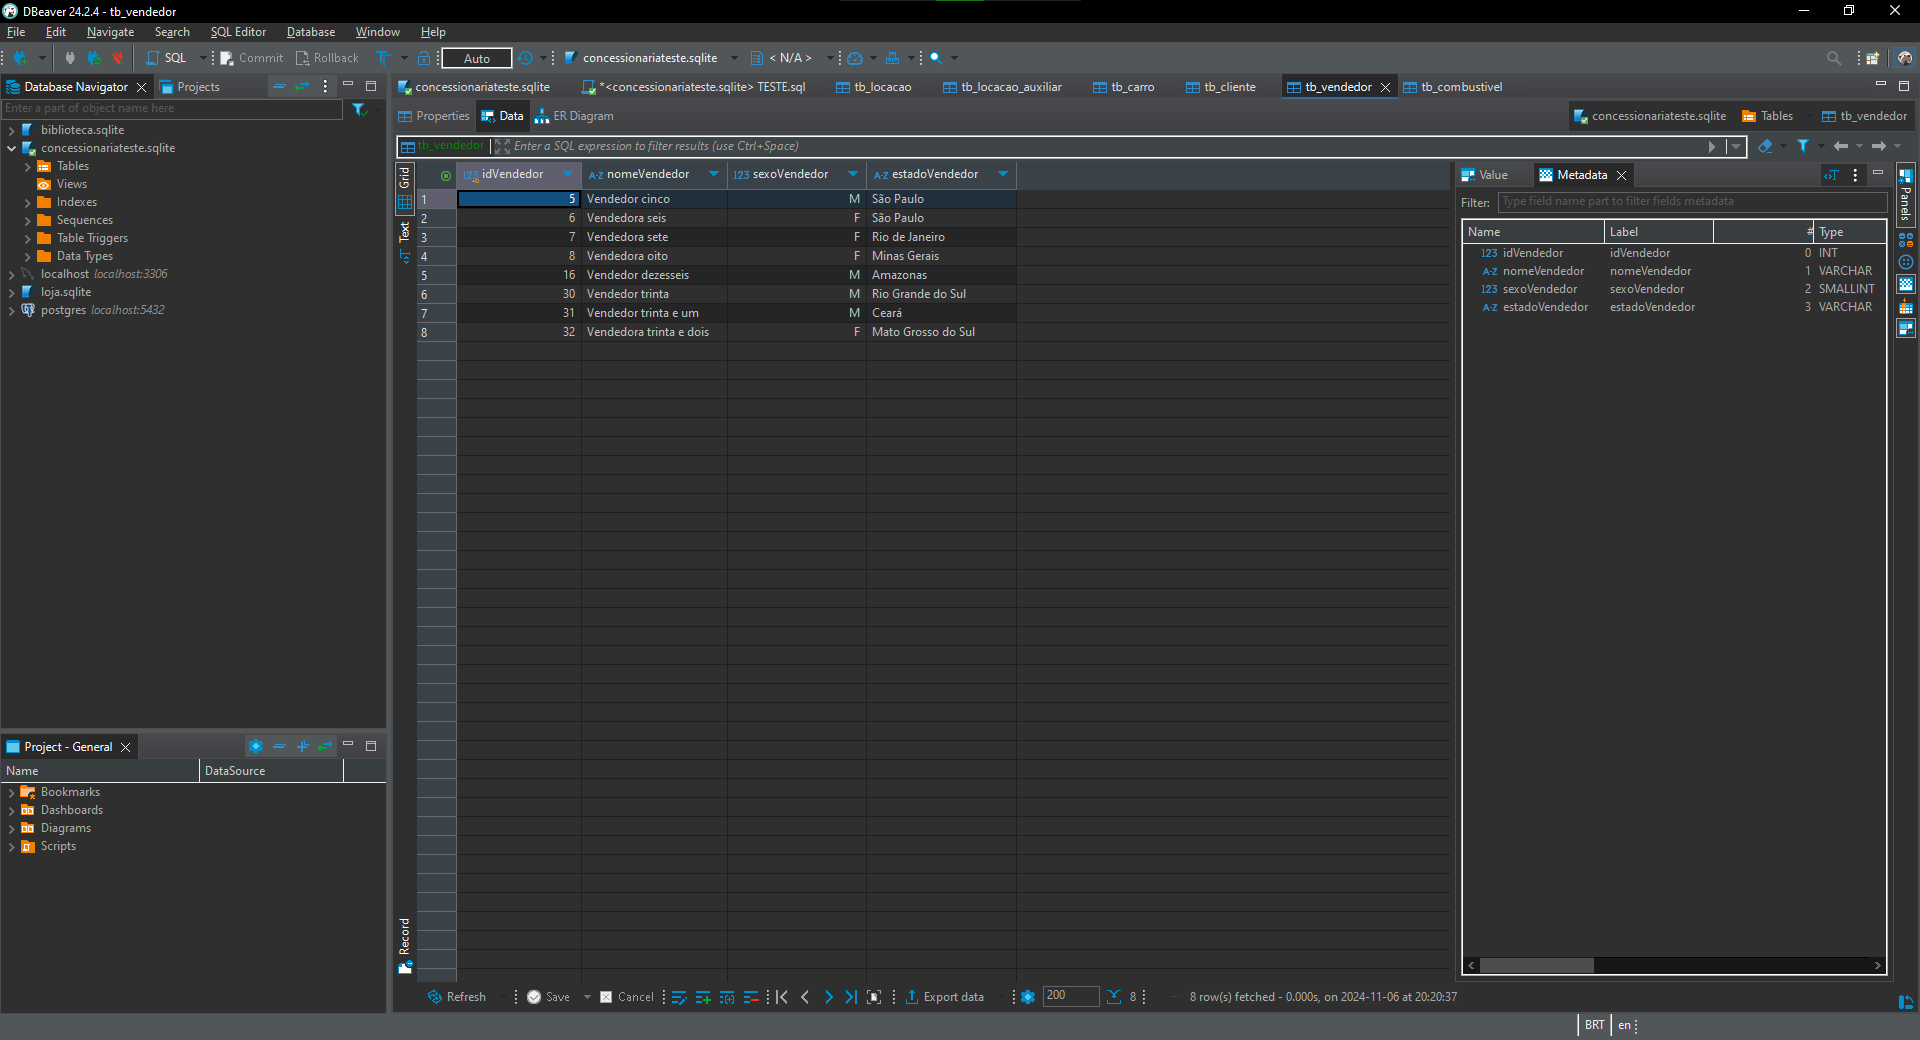 DBeaver 24.2.4 - tb_vendedor
File Edit Navigate Search SQL Editor Database Window Help
SQL Commit Rollback Auto concessionariateste.sqlite < N/A >
Database Navigator Projects
Enter a part of object name here
biblioteca.sqlite
concessionariateste.sqlite
Tables
Views
Indexes
Sequences
Table Triggers
Data Types
localhost localhost:3306
loja.sqlite
postgres localhost:5432
Project - General
Name DataSource
Bookmarks
Dashboards
Diagrams
Scripts
concessionariateste.sqlite *<concessionariateste.sqlite> TESTE.sql tb_locacao tb_locacao_auxiliar tb_carro tb_cliente tb_vendedor tb_combustivel
Properties Data ER Diagram concessionariateste.sqlite Tables tb_vendedor
tb_vendedor Enter a SQL expression to filter results (use Ctrl+Space)
Grid
Text
Record
123 idVendedor A-Z nomeVendedor 123 sexoVendedor A-Z estadoVendedor
1 5 Vendedor cinco M São Paulo
2 6 Vendedora seis F São Paulo
3 7 Vendedora sete F Rio de Janeiro
4 8 Vendedora oito F Minas Gerais
5 16 Vendedor dezesseis M Amazonas
6 30 Vendedor trinta M Rio Grande do Sul
7 31 Vendedor trinta e um M Ceará
8 32 Vendedora trinta e dois F Mato Grosso do Sul
Value Metadata
Filter: Type field name part to filter fields metadata
Name Label # Type
123 idVendedor idVendedor 0 INT
A-Z nomeVendedor nomeVendedor 1 VARCHAR
123 sexoVendedor sexoVendedor 2 SMALLINT
A-Z estadoVendedor estadoVendedor 3 VARCHAR
Panels
Refresh Save Cancel Export data 200 8 8 row(s) fetched - 0.000s, on 2024-11-06 at 20:20:37
BRT en